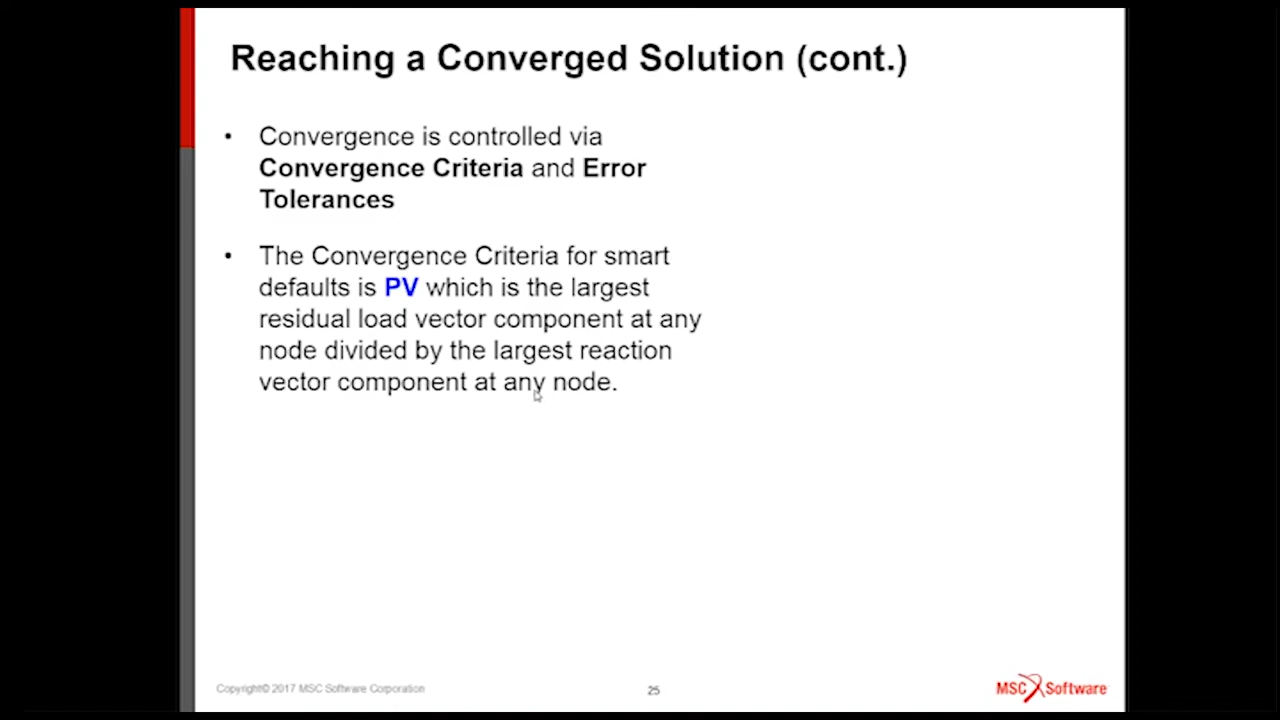 Reaching a Converged Solution (cont.)
• Convergence is controlled via
Convergence Criteria and Error
Tolerances
• The Convergence Criteria for smart
defaults is PV which is the largest
residual load vector component at any
node divided by the largest reaction
vector component at any node.
Copyright© 2017 MSC Software Corporation
25
MSC Software